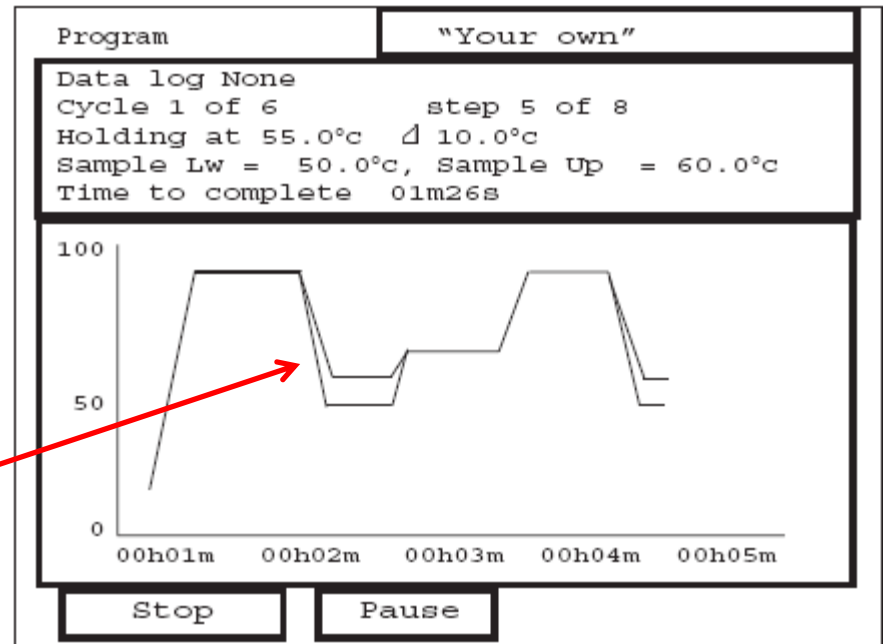 Program "Your own"
Data log None
Cycle 1 of 6 step 5 of 8
Holding at 55.0°c ⊿ 10.0°c
Sample Lw = 50.0°c, Sample Up = 60.0°c
Time to complete 01m26s
100
50
0
00h01m 00h02m 00h03m 00h04m 00h05m
Stop Pause